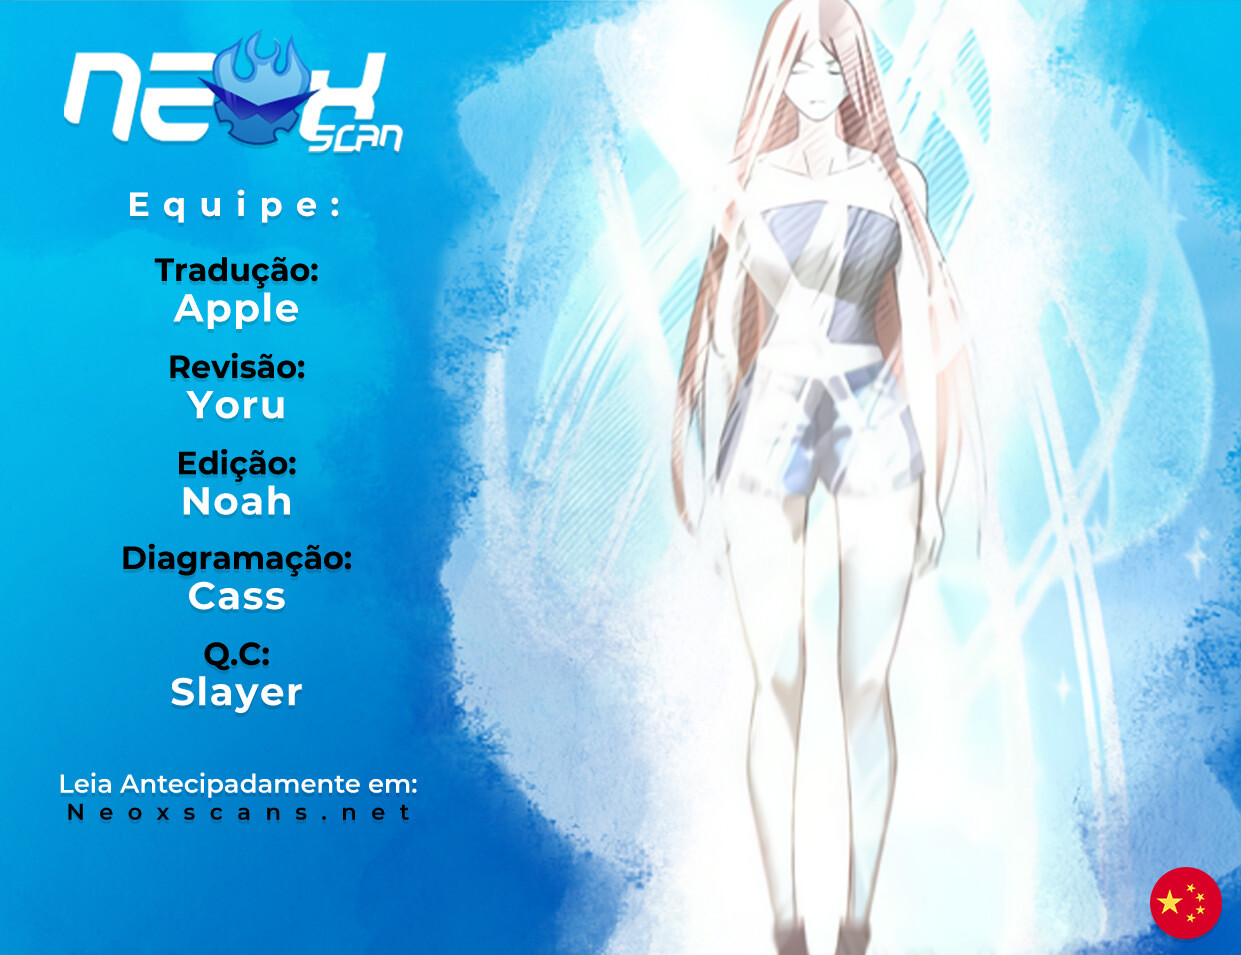 NEOX
SCAN
Equipe:
Tradução:
Apple
Revisão:
Yoru
Edição:
Noah
Diagramação:
Cass
Q.C:
Slayer
Leia Antecipadamente em:
Neoxscans.net